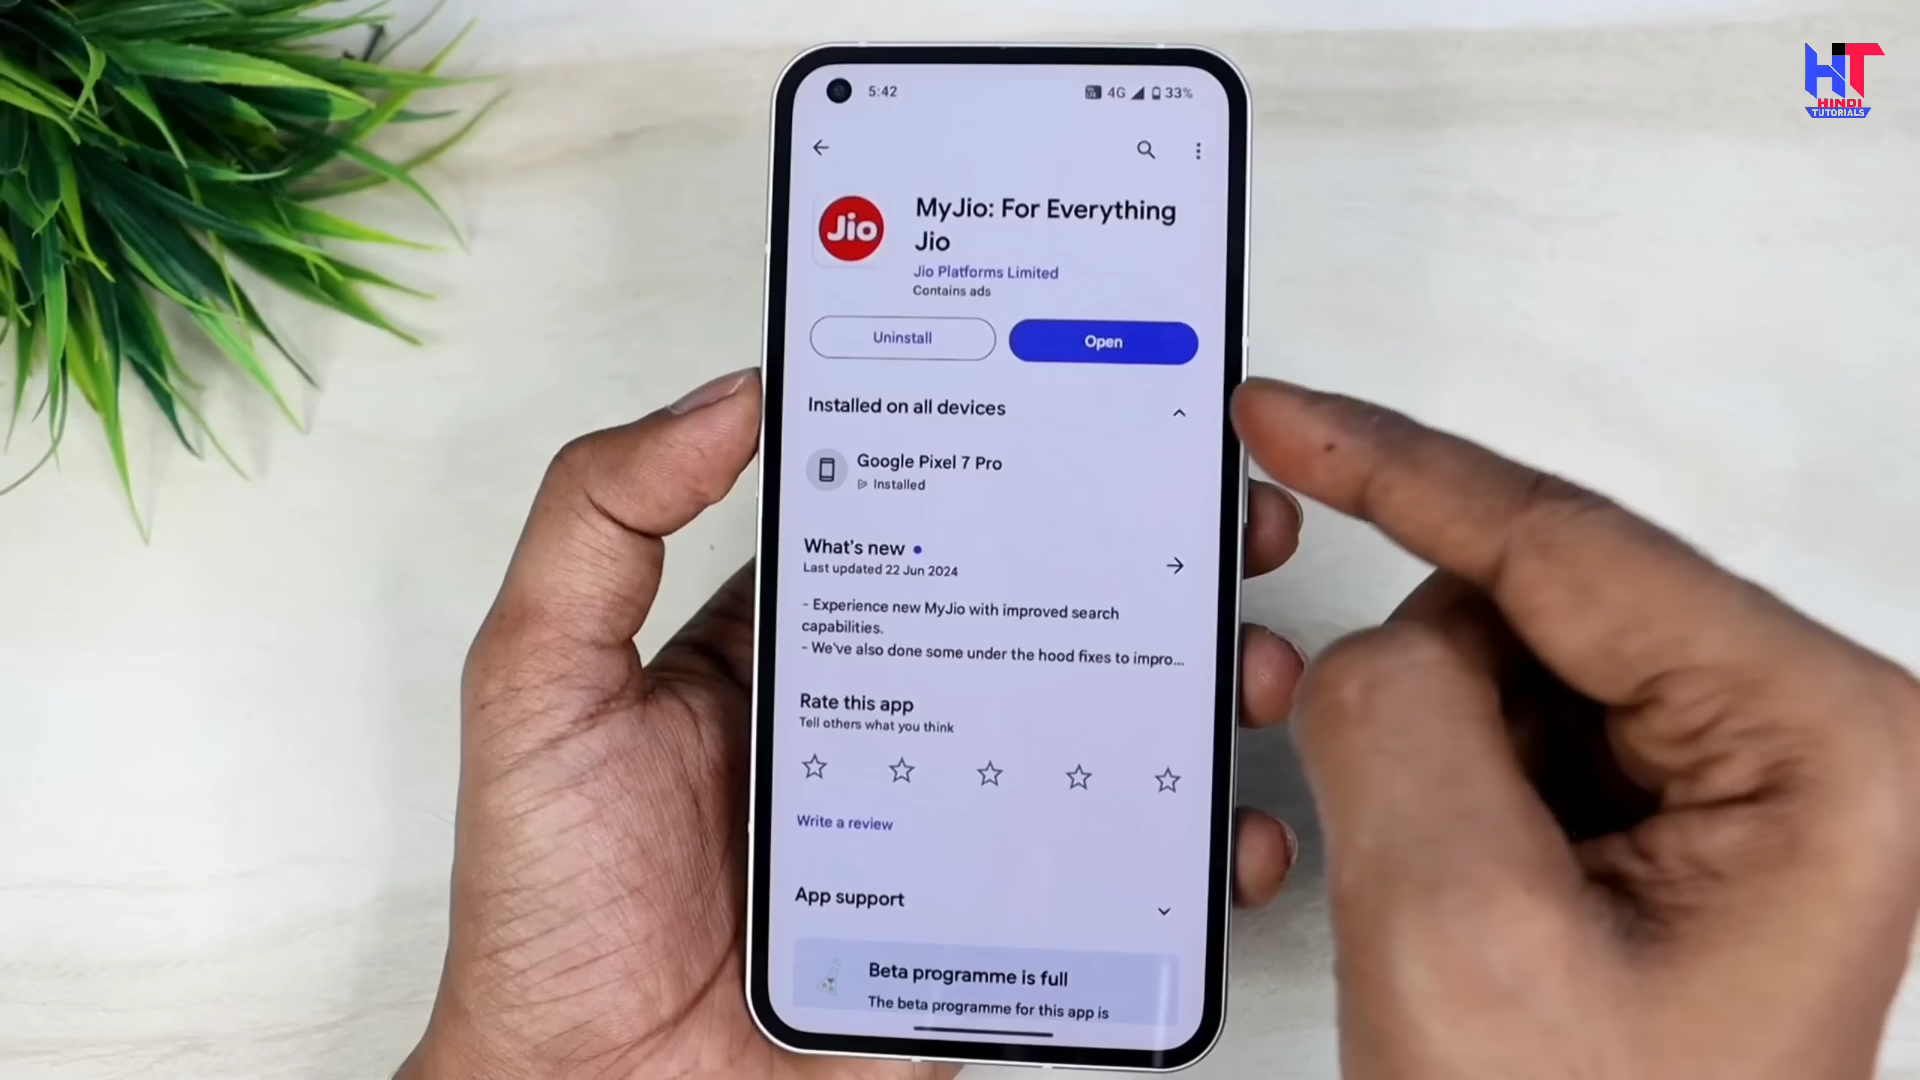 5:42
4G
33%
HT
HINDI
TUTORIALS
Jio
MyJio: For Everything
Jio
Jio Platforms Limited
Contains ads
Uninstall
Open
Installed on all devices
Google Pixel 7 Pro
Installed
What's new
Last updated 22 Jun 2024
- Experience new MyJio with improved search
capabilities.
- We've also done some under the hood fixes to impro...
Rate this app
Tell others what you think
Write a review
App support
Beta programme is full
The beta programme for this app is